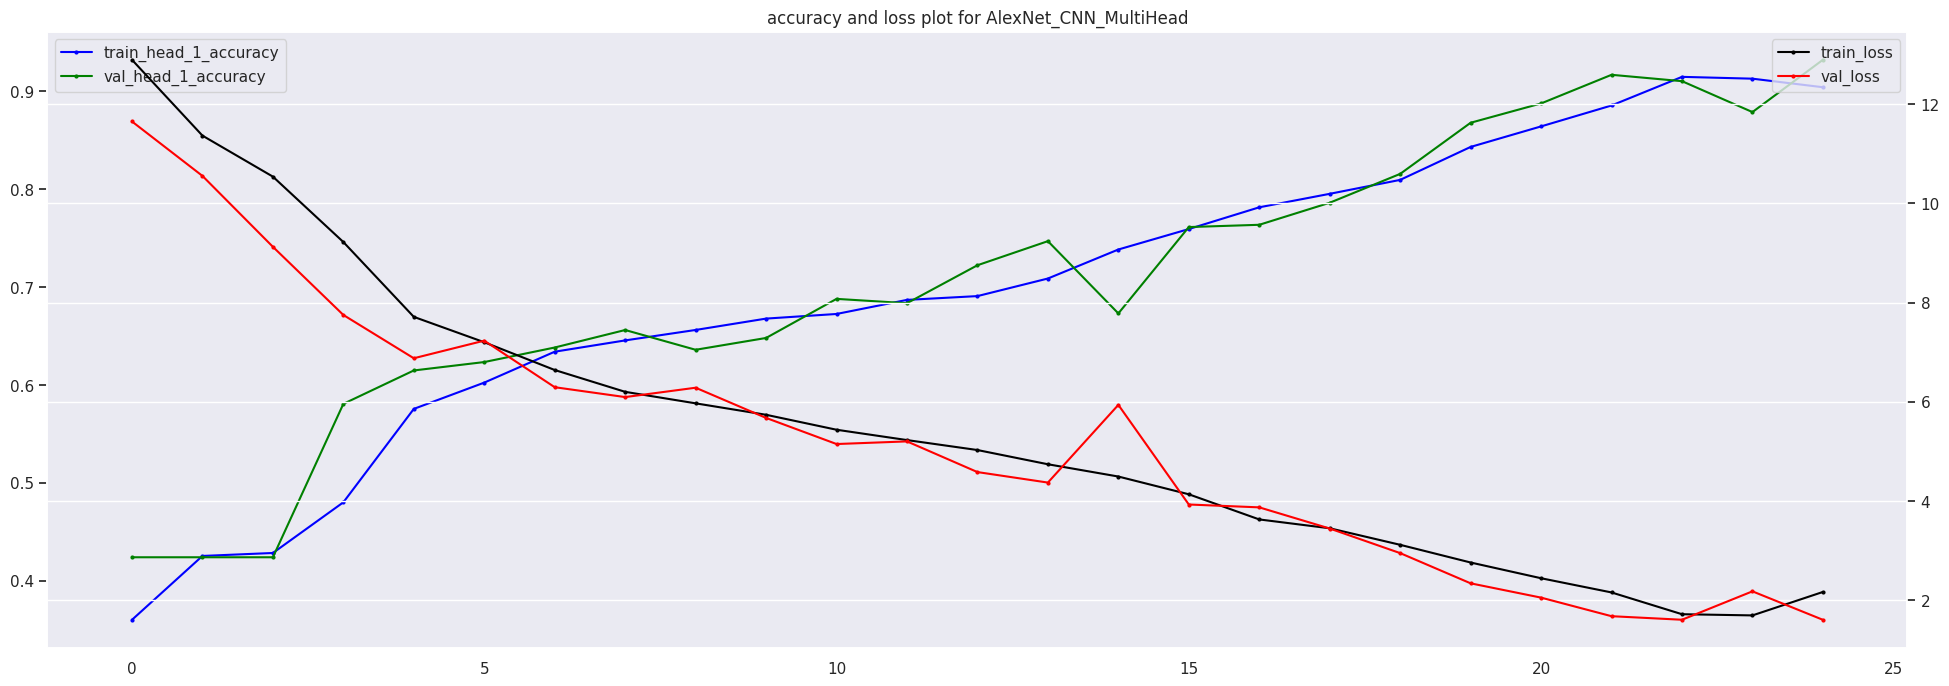 accuracy and loss plot for AlexNet_CNN_MultiHead
train_head_1_accuracy
val_head_1_accuracy
train_loss
val_loss
0.9
0.8
0.7
0.6
0.5
0.4
12
10
8
6
4
2
0 5 10 15 20 25